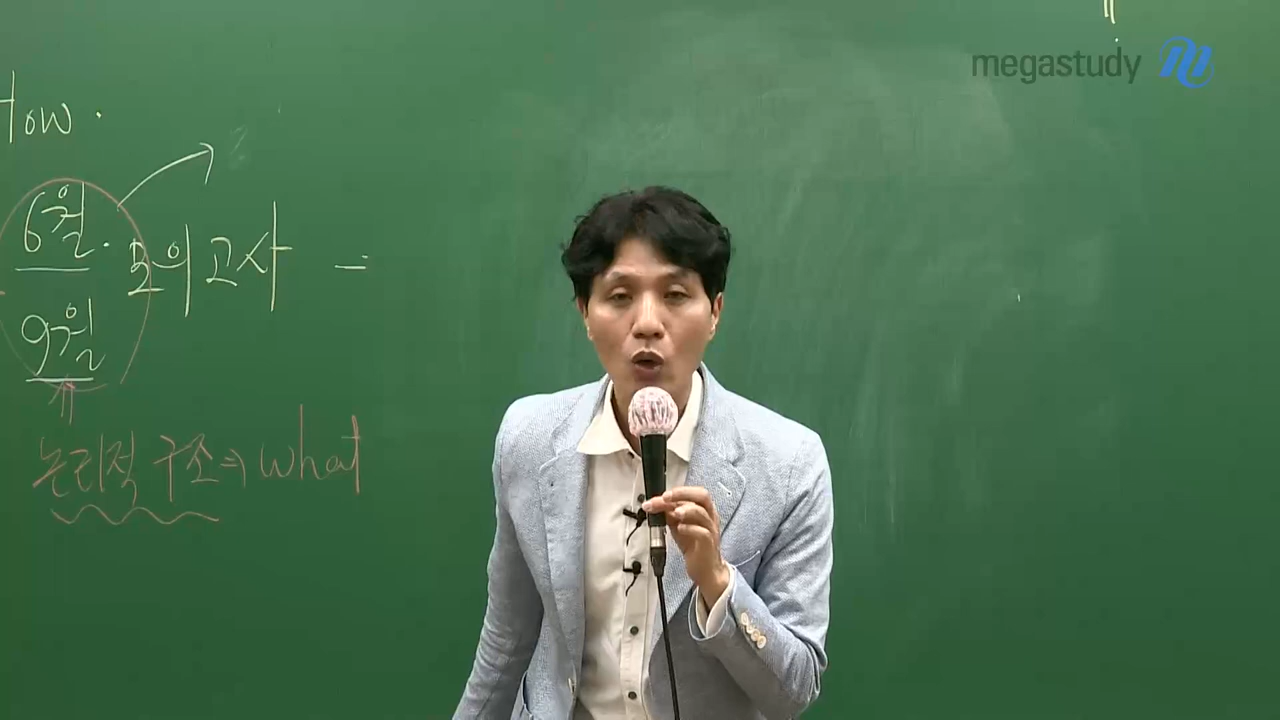 How.
6월. 모의고사 =
9월
논리적 구조 ⇒ what
megastudy